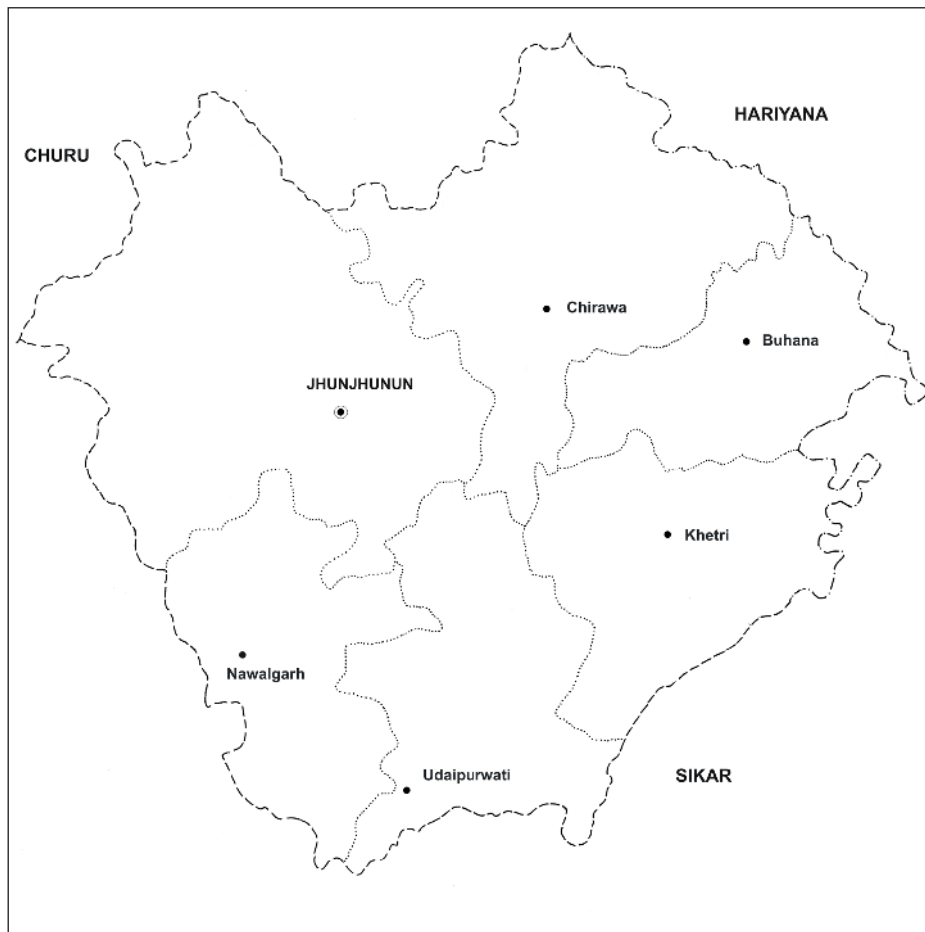 HARIYANA
CHURU
Chirawa
Buhana
JHUNJHUNUN
Khetri
Nawalgarh
Udaipurwati
SIKAR